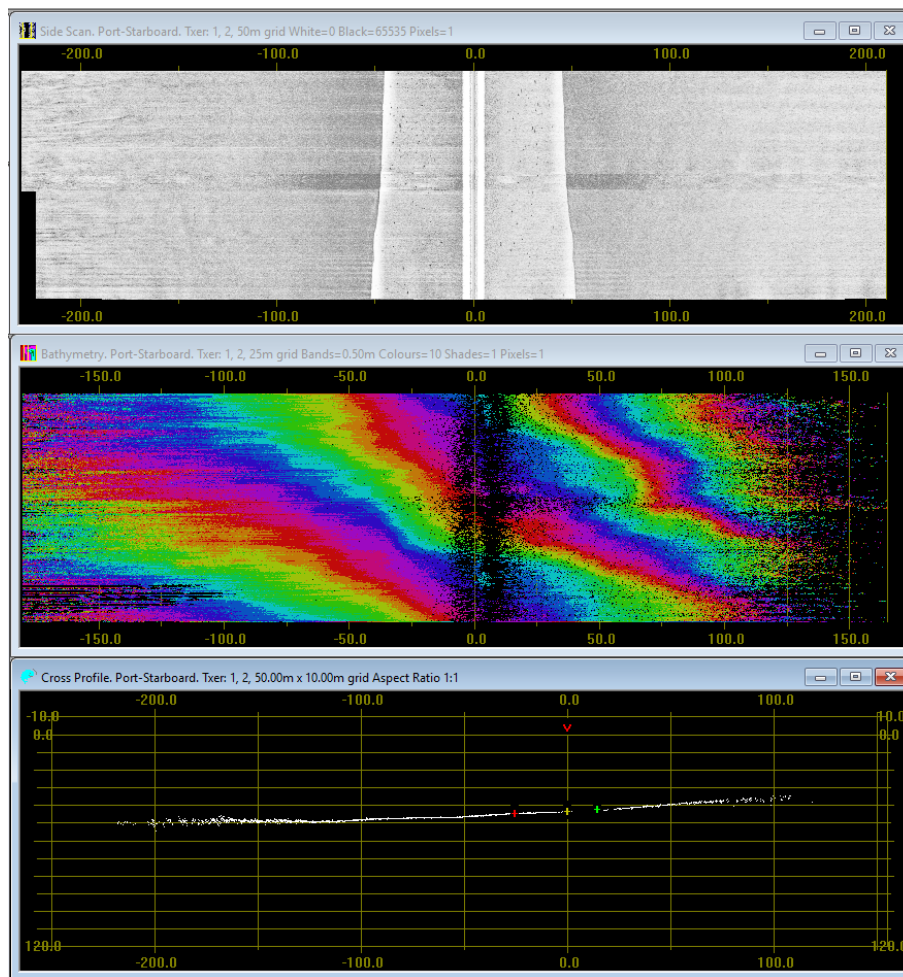 Side Scan. Port-Starboard. Txer: 1, 2, 50m grid White=0 Black=65535 Pixels=1
-200.0 -100.0 0.0 100.0 200.0
-200.0 -100.0 0.0 100.0 200.0
Bathymetry. Port-Starboard. Txer: 1, 2, 25m grid Bands=0.50m Colours=10 Shades=1 Pixels=1
-150.0 -100.0 -50.0 0.0 50.0 100.0 150.0
-150.0 -100.0 -50.0 0.0 50.0 100.0 150.0
Cross Profile. Port-Starboard. Txer: 1, 2, 50.00m x 10.00m grid Aspect Ratio 1:1
-200.0 -100.0 0.0 100.0
-10.0 10.0
0.0 0.0
120.0 120.0
-200.0 -100.0 0.0 100.0